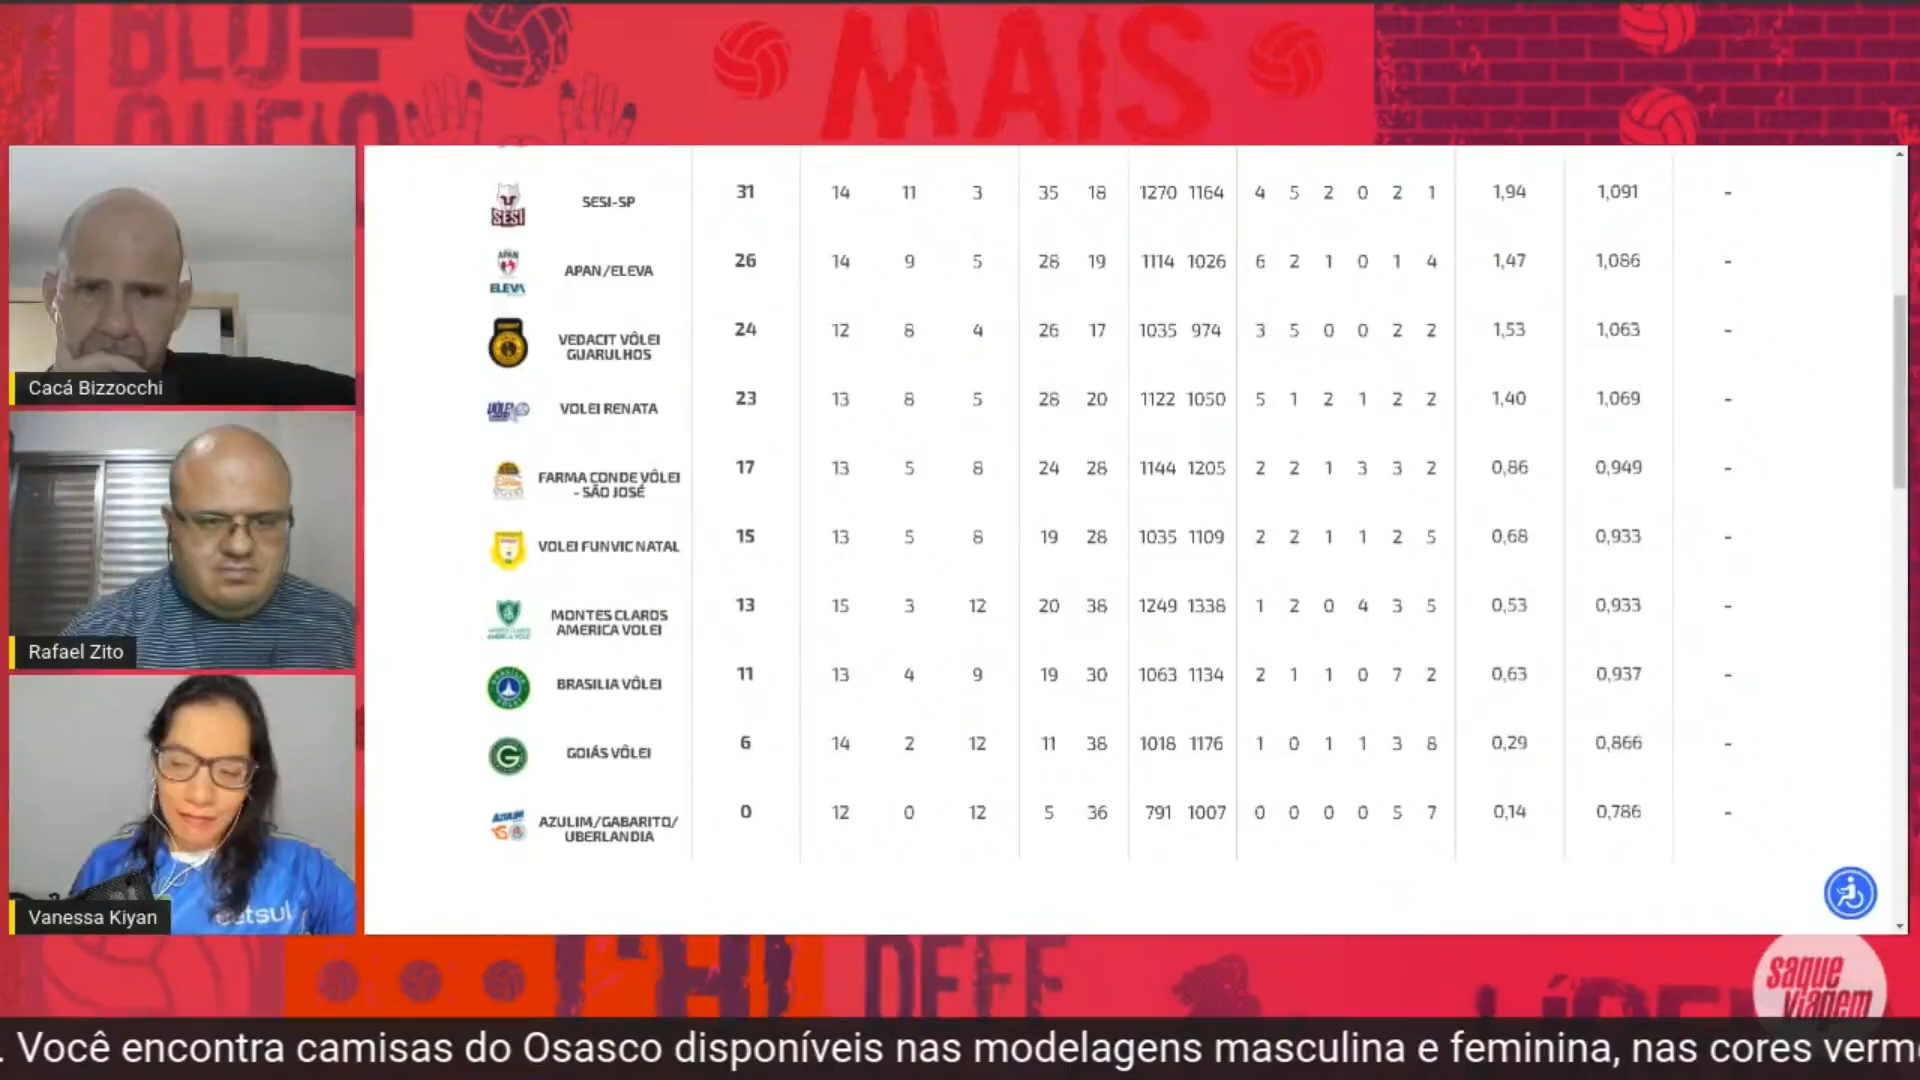 BLO
QUEIO
MAIS
SESI
SESI-SP 31 14 11 3 35 18 1270 1164 4 5 2 0 2 1 1,94 1,091 -
APAN
ELEVA
APAN/ELEVA 26 14 9 5 28 19 1114 1026 6 2 1 0 1 4 1,47 1,086 -
VEDACIT VÔLEI
GUARULHOS 24 12 8 4 26 17 1035 974 3 5 0 0 2 2 1,53 1,063 -
VOLEI RENATA 23 13 8 5 28 20 1122 1050 5 1 2 1 2 2 1,40 1,069 -
FARMA CONDE VÔLEI
- SÃO JOSÉ 17 13 5 8 24 28 1144 1205 2 2 1 3 3 2 0,86 0,949 -
VOLEI FUNVIC NATAL 15 13 5 8 19 28 1035 1109 2 2 1 1 2 5 0,68 0,933 -
MONTES CLAROS
AMERICA VOLEI 13 15 3 12 20 38 1249 1338 1 2 0 4 3 5 0,53 0,933 -
BRASILIA VÔLEI 11 13 4 9 19 30 1063 1134 2 1 1 0 7 2 0,63 0,937 -
G
GOIÁS VÔLEI 6 14 2 12 11 38 1018 1176 1 0 1 1 3 8 0,29 0,866 -
AZULIM
AZULIM/GABARITO/
UBERLANDIA 0 12 0 12 5 36 791 1007 0 0 0 0 5 7 0,14 0,786 -
Cacá Bizzocchi
Rafael Zito
betsul
Vanessa Kiyan
DEFE
saque
viagem
. Você encontra camisas do Osasco disponíveis nas modelagens masculina e feminina, nas cores verme